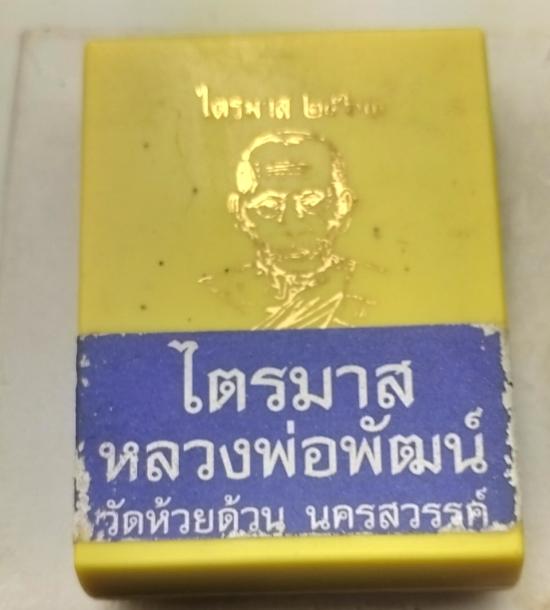 ไตรมาส
ไตรมาส
หลวงพ่อพัฒน์
วัดห้วยด้วน นครสวรรค์